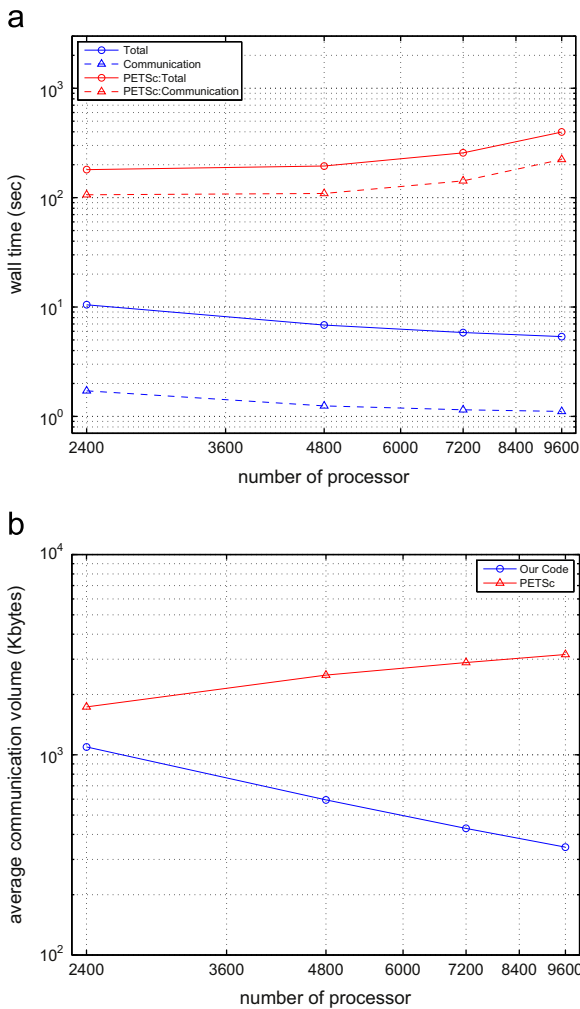 a
Total
Communication
PETSc:Total
PETSc:Communication
10^3
10^2
10^1
10^0
wall time (sec)
2400 3600 4800 6000 7200 8400 9600
number of processor
b
Our Code
PETSc
10^4
10^3
10^2
average communication volume (Kbytes)
2400 3600 4800 6000 7200 8400 9600
number of processor